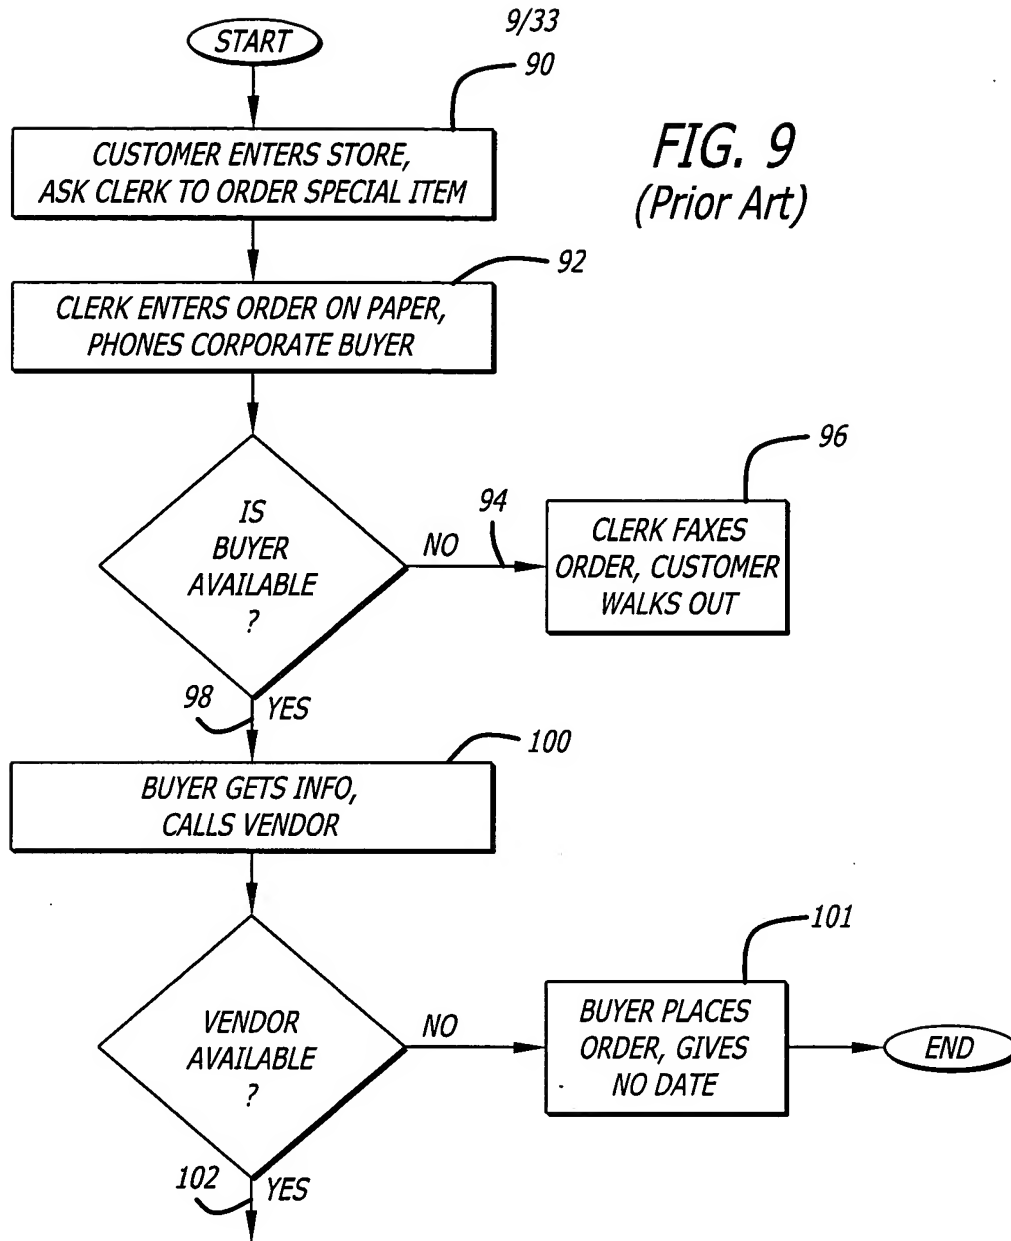 9/33
START
90
CUSTOMER ENTERS STORE,
ASK CLERK TO ORDER SPECIAL ITEM
FIG. 9
(Prior Art)
92
CLERK ENTERS ORDER ON PAPER,
PHONES CORPORATE BUYER
IS
BUYER
AVAILABLE
?
NO
94
96
CLERK FAXES
ORDER, CUSTOMER
WALKS OUT
98
YES
100
BUYER GETS INFO,
CALLS VENDOR
VENDOR
AVAILABLE
?
NO
101
BUYER PLACES
ORDER, GIVES
NO DATE
END
102
YES